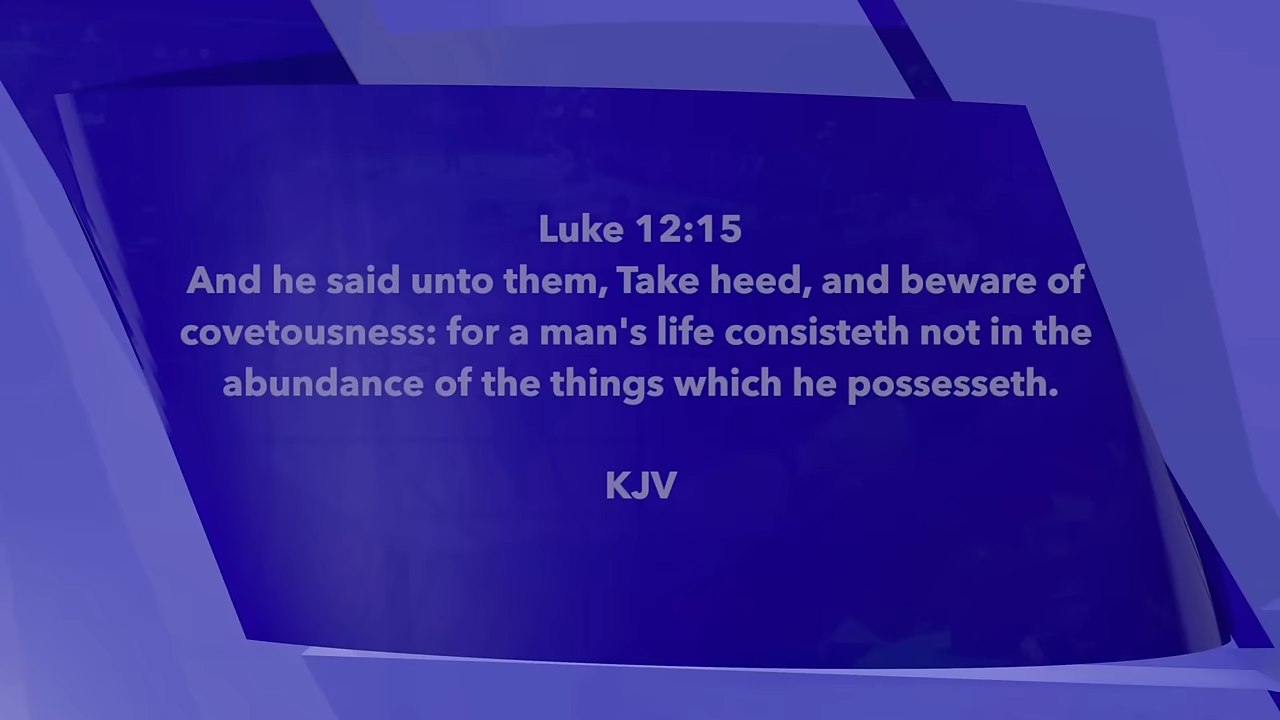 Luke 12:15
And he said unto them, Take heed, and beware of
covetousness: for a man's life consisteth not in the
abundance of the things which he possesseth.
KJV